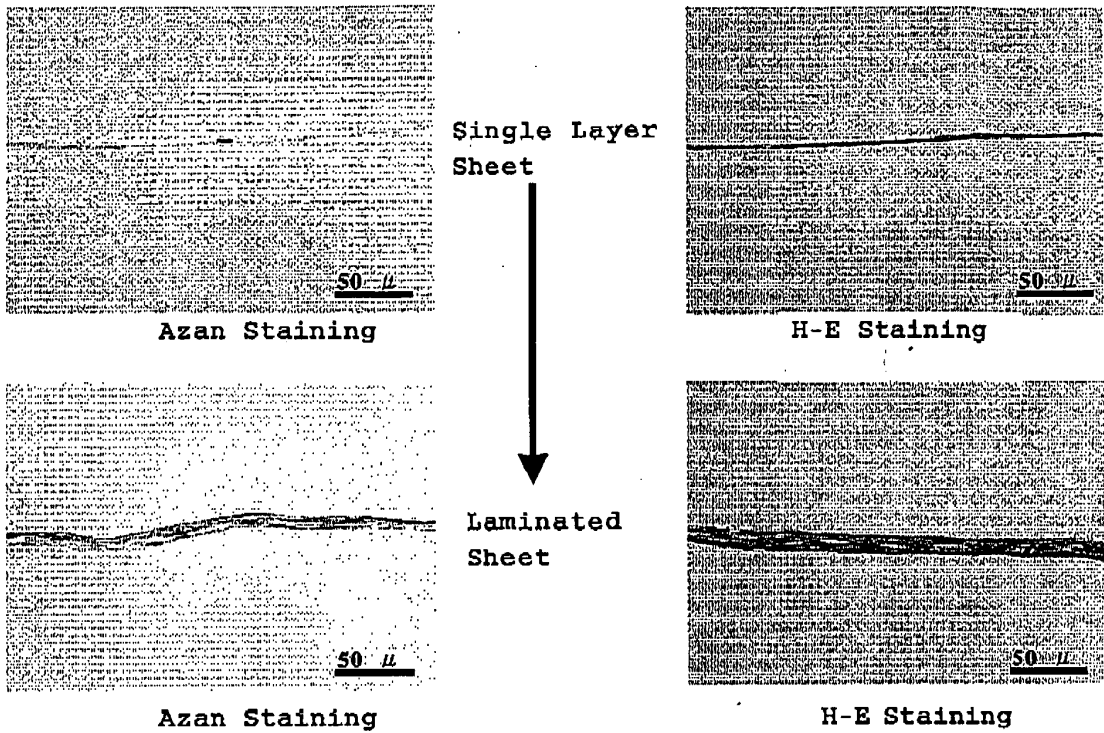 Single Layer
Sheet
50 μ
50 μ
Azan Staining
H-E Staining
Laminated
Sheet
50 μ
50 μ
Azan Staining
H-E Staining